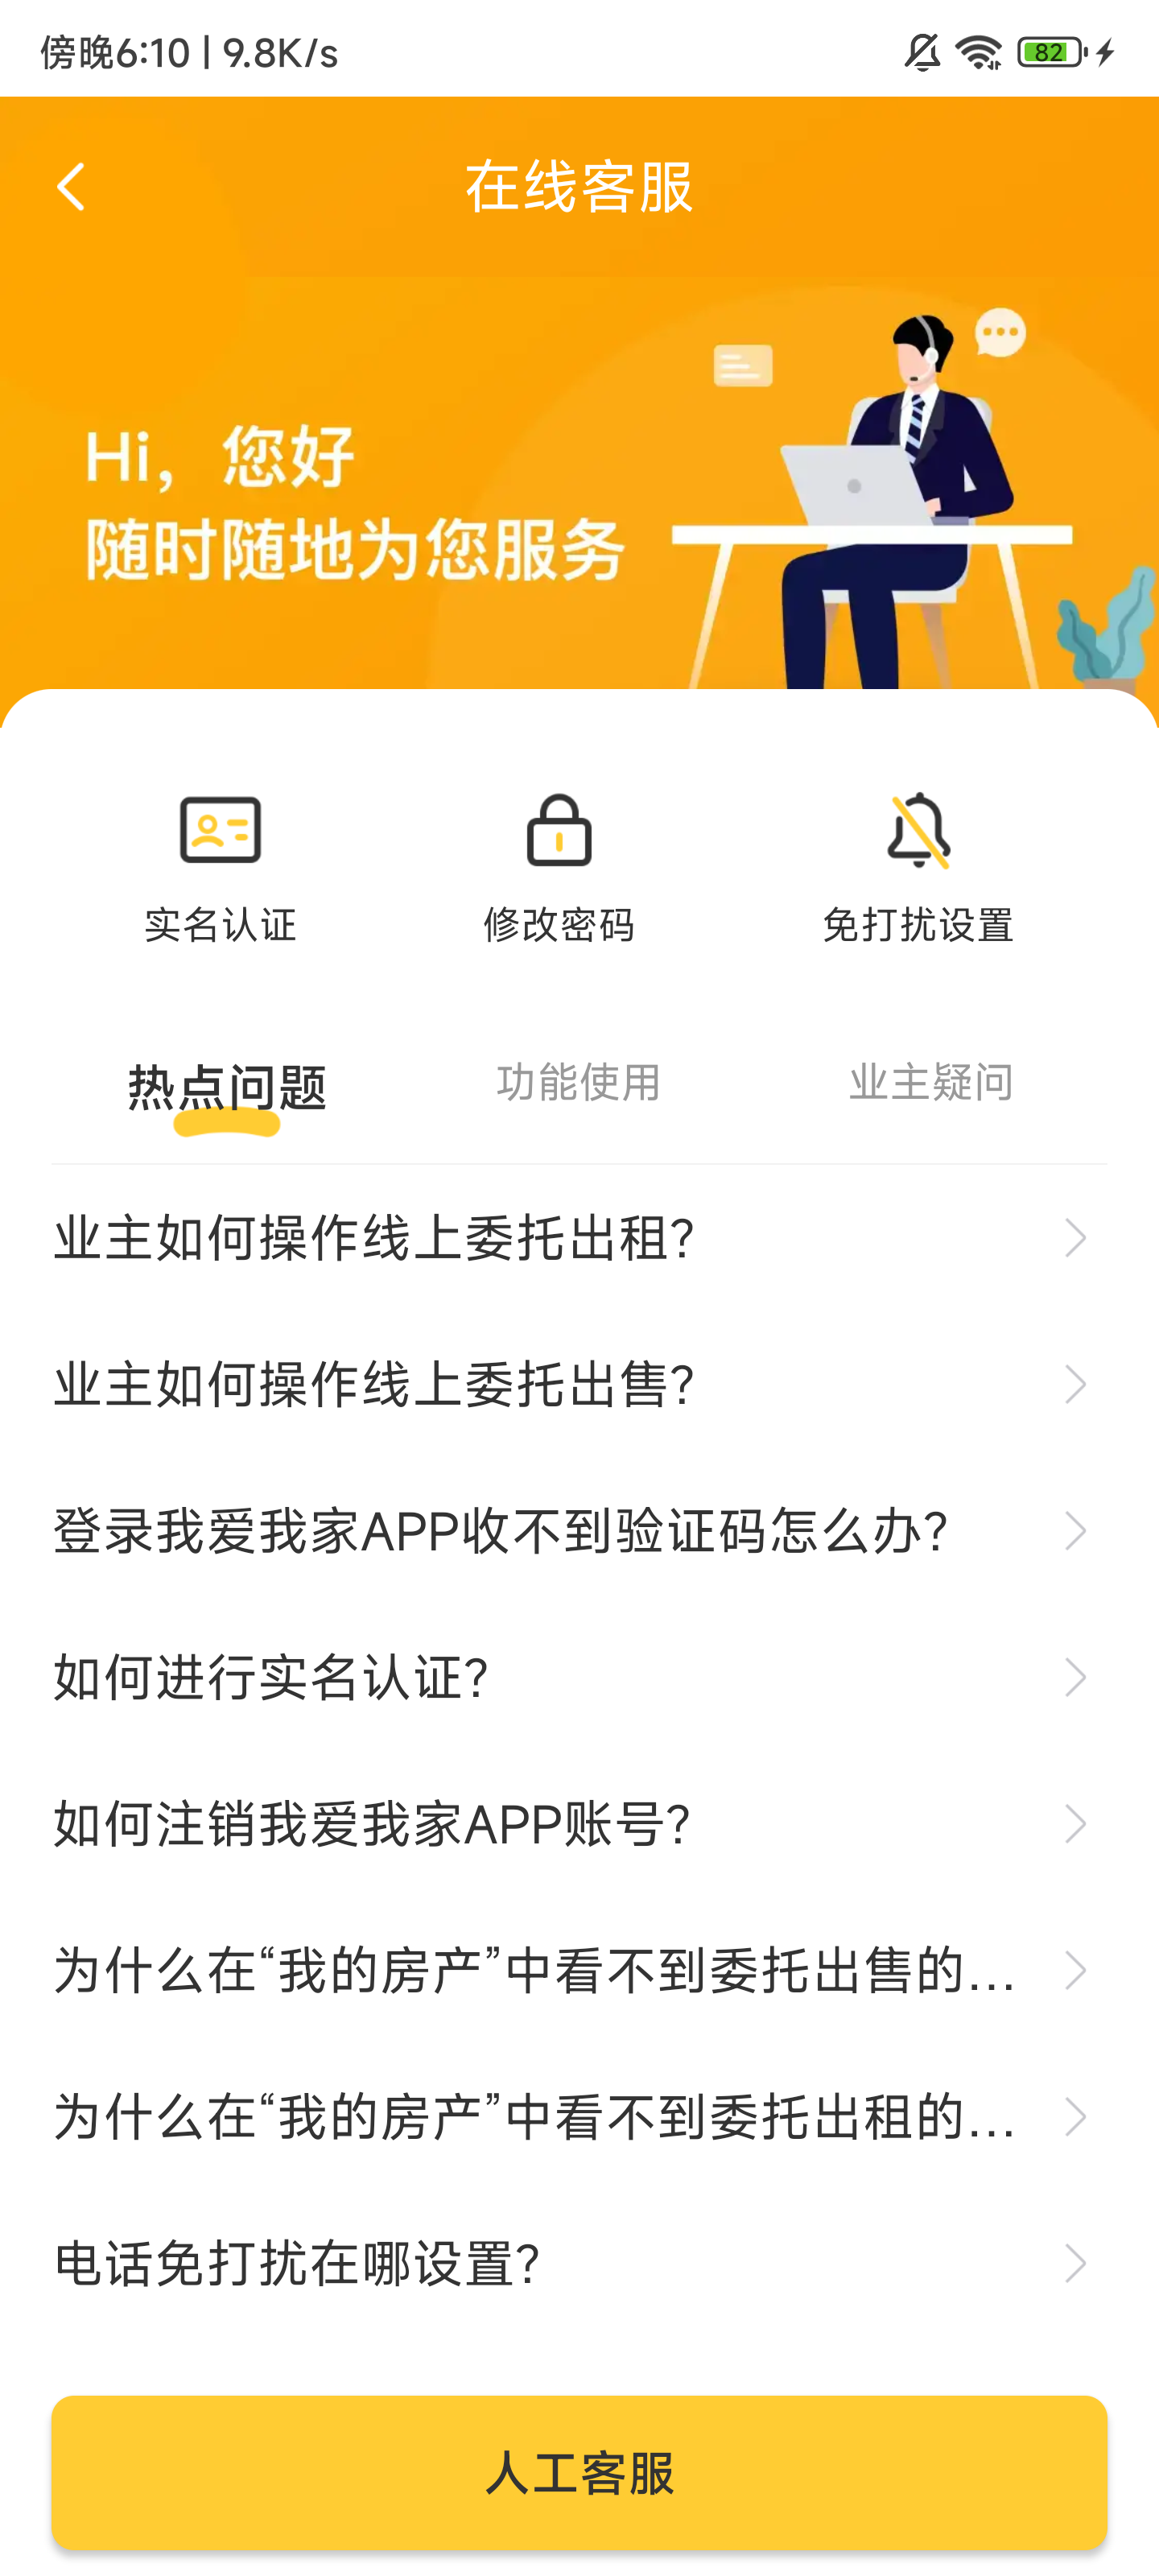 傍晚6:10 | 9.8K/s
82
在线客服
Hi，您好
随时随地为您服务
实名认证
修改密码
免打扰设置
热点问题
功能使用
业主疑问
业主如何操作线上委托出租?
业主如何操作线上委托出售?
登录我爱我家APP收不到验证码怎么办?
如何进行实名认证?
如何注销我爱我家APP账号?
为什么在“我的房产”中看不到委托出售的...
为什么在“我的房产”中看不到委托出租的...
电话免打扰在哪设置?
人工客服